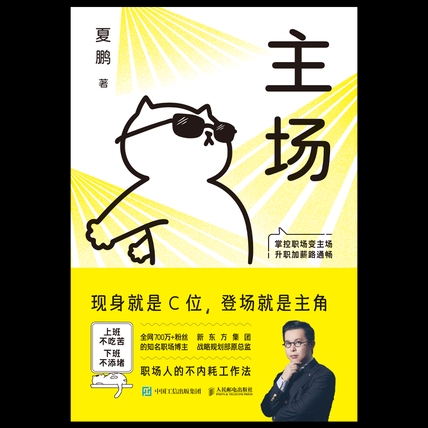 夏鹏 著
主场
掌控职场变主场
升职加薪路通畅
现身就是C位，登场就是主角
上班
不吃苦
下班
不添堵
全网700万+粉丝
的知名职场博主
新东方集团
战略规划部原总监
职场人的不内耗工作法
中国工信出版集团
人民邮电出版社